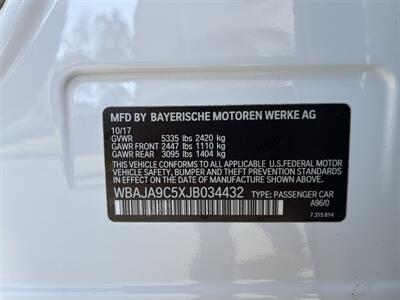 MFD BY BAYERISCHE MOTOREN WERKE AG
10/17
GVWR 5335 lbs 2420 kg
GAWR FRONT 2447 lbs 1110 kg
GAWR REAR 3095 lbs 1404 kg
THIS VEHICLE CONFORMS TO ALL APPLICABLE U.S.FEDERAL MOTOR
VEHICLE SAFETY, BUMPER, AND THEFT PREVENTION STANDARDS
IN EFFECT ON THE DATE OF MANUFACTURE SHOWN ABOVE.
WBAJA9C5XJB034432 TYPE: PASSENGER CAR
A96/0
7 315 814